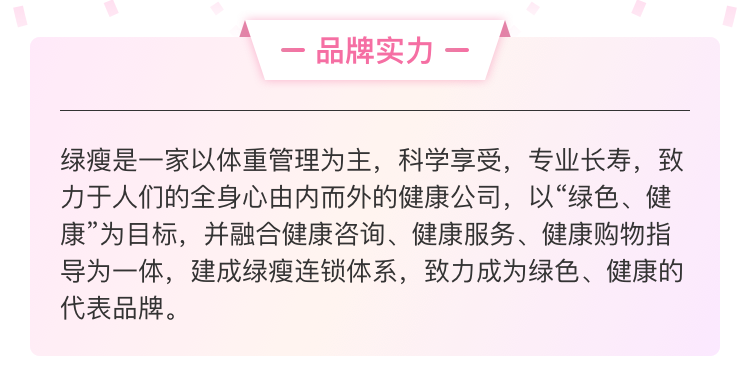 品牌实力
绿瘦是一家以体重管理为主，科学享受，专业长寿，致
力于人们的全身心由内而外的健康公司，以“绿色、健
康”为目标，并融合健康咨询、健康服务、健康购物指
导为一体，建成绿瘦连锁体系，致力成为绿色、健康的
代表品牌。